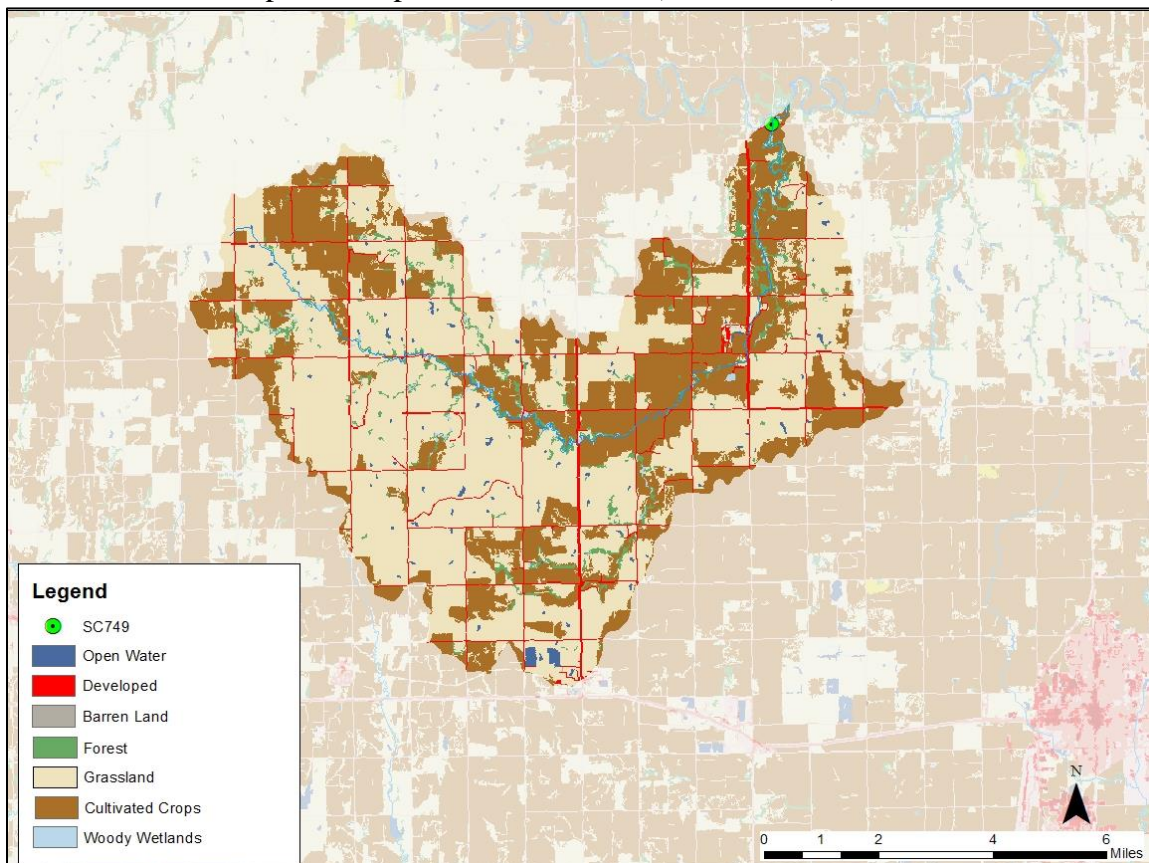 Legend
SC749
Open Water
Developed
Barren Land
Forest
Grassland
Cultivated Crops
Woody Wetlands
N
0 1 2 4 6
Miles